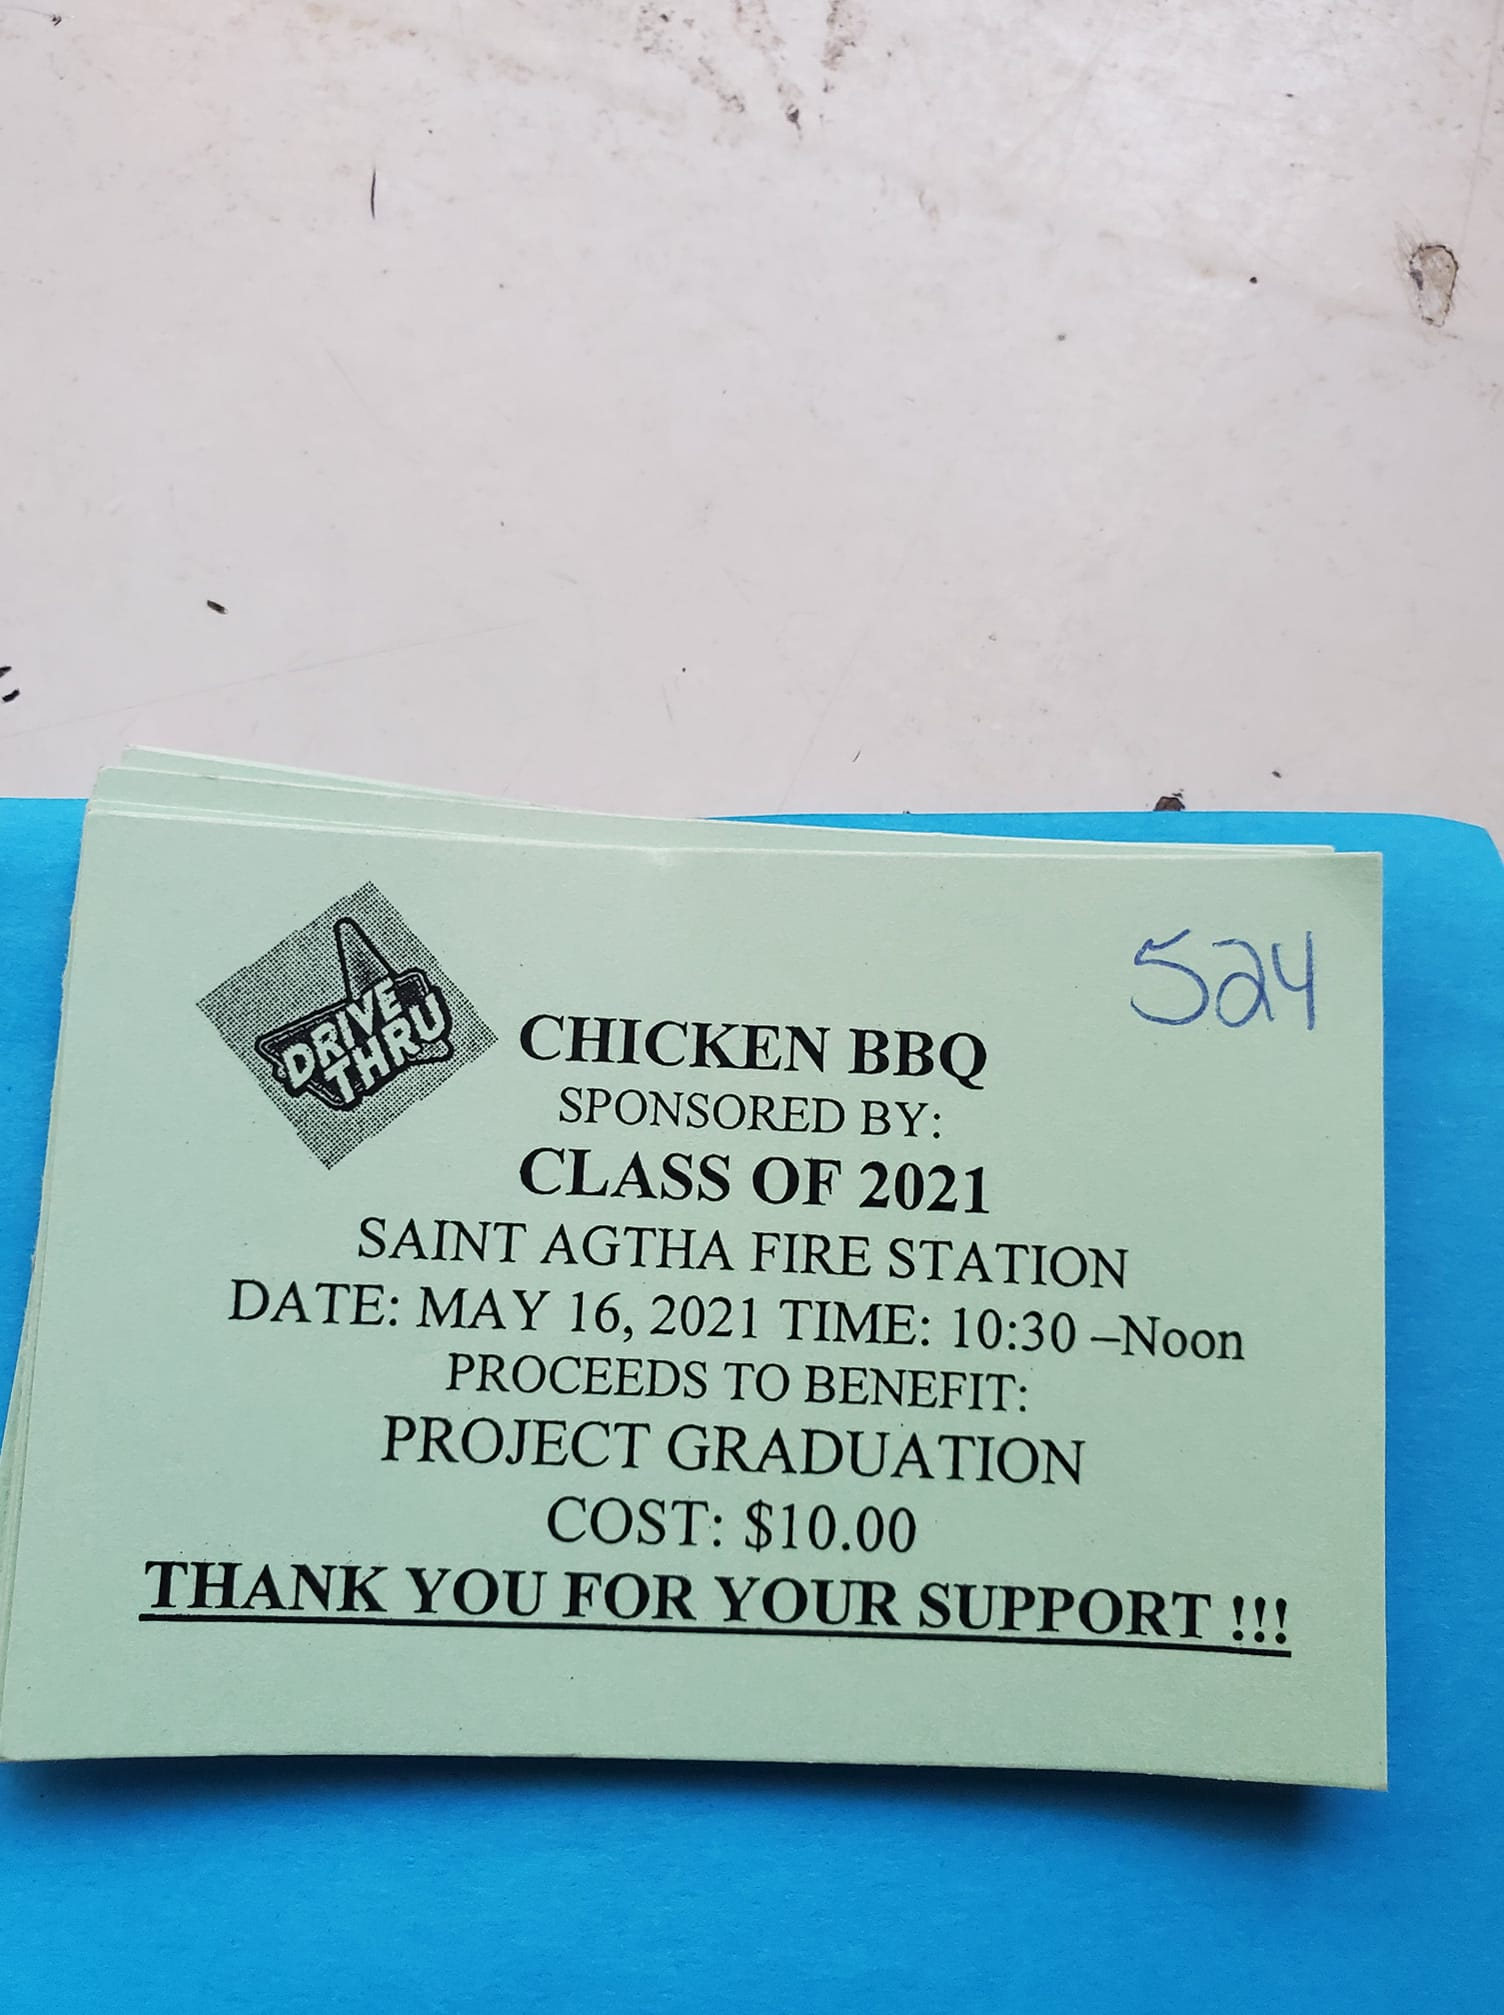 524
DRIVE
THRU
CHICKEN BBQ
SPONSORED BY:
CLASS OF 2021
SAINT AGTHA FIRE STATION
DATE: MAY 16, 2021 TIME: 10:30 –Noon
PROCEEDS TO BENEFIT:
PROJECT GRADUATION
COST: $10.00
THANK YOU FOR YOUR SUPPORT !!!